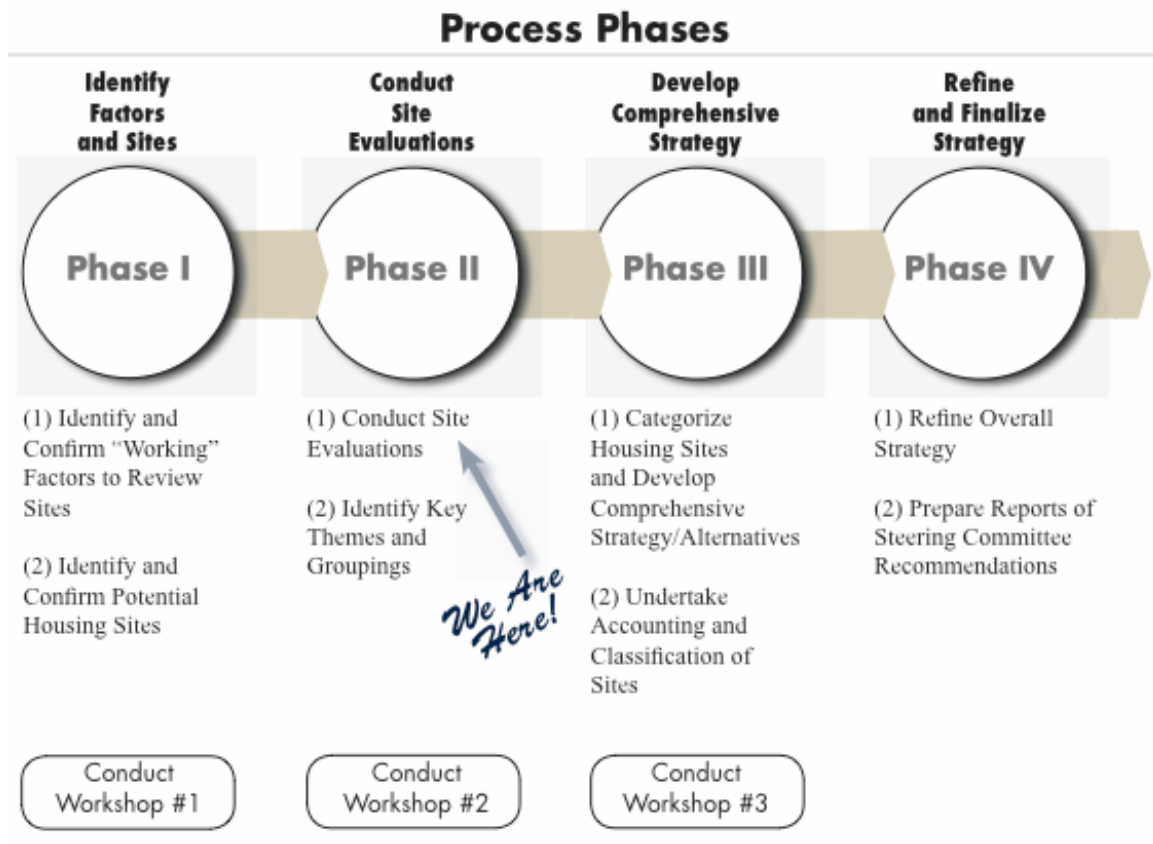 Process Phases
Identify
Factors
and Sites
Phase I
(1) Identify and
Confirm “Working”
Factors to Review
Sites
(2) Identify and
Confirm Potential
Housing Sites
Conduct
Workshop #1
Conduct
Site
Evaluations
Phase II
(1) Conduct Site
Evaluations
(2) Identify Key
Themes and
Groupings
We Are
Here!
Conduct
Workshop #2
Develop
Comprehensive
Strategy
Phase III
(1) Categorize
Housing Sites
and Develop
Comprehensive
Strategy/Alternatives
(2) Undertake
Accounting and
Classification of
Sites
Conduct
Workshop #3
Refine
and Finalize
Strategy
Phase IV
(1) Refine Overall
Strategy
(2) Prepare Reports of
Steering Committee
Recommendations